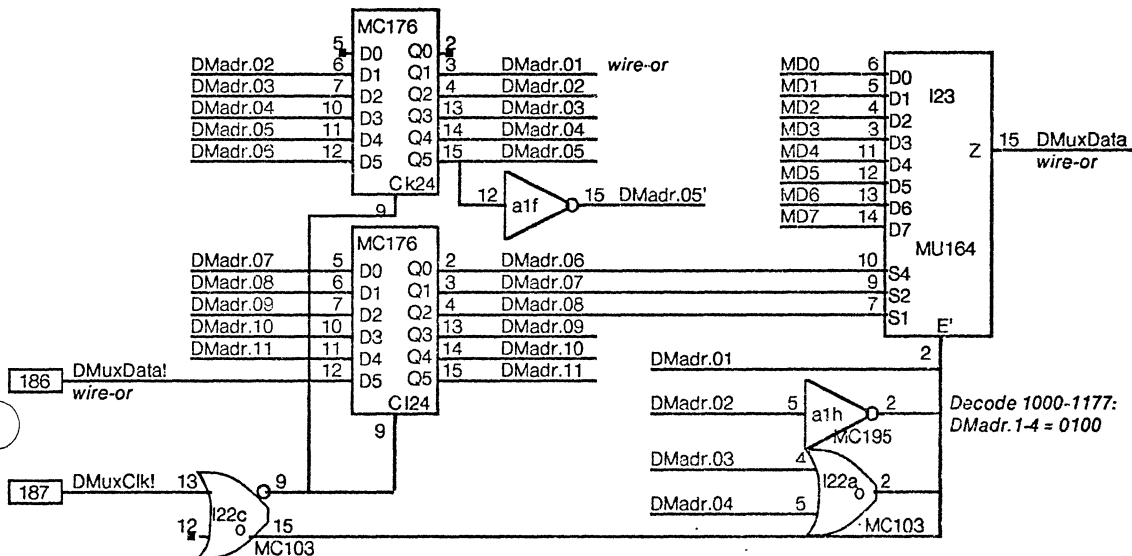 MC176
5 D0 Q0 2
DMadr.02 6 D1 Q1 3 DMadr.01 wire-or
DMadr.03 7 D2 Q2 4 DMadr.02
DMadr.04 10 D3 Q3 13 DMadr.03
DMadr.05 11 D4 Q4 14 DMadr.04
DMadr.06 12 D5 Q5 15 DMadr.05
Ck24
9
12 a1f 15 DMadr.05'
MC176
DMadr.07 5 D0 Q0 2 DMadr.06
DMadr.08 6 D1 Q1 3 DMadr.07
DMadr.09 7 D2 Q2 4 DMadr.08
DMadr.10 10 D3 Q3 13 DMadr.09
DMadr.11 11 D4 Q4 14 DMadr.10
186 DMuxData! 12 D5 Q5 15 DMadr.11
wire-or
Cl24
9
187 DMuxClk! 13 9
I22c
12 15
MC103
MD0 6 D0
MD1 5 D1 I23
MD2 4 D2
MD3 3 D3
MD4 11 D4 Z 15 DMuxData
MD5 12 D5 wire-or
MD6 13 D6
MD7 14 D7
MU164
10 S4
9 S2
7 S1
E'
2
DMadr.01
DMadr.02 5 a1h 2
MC195
Decode 1000-1177:
DMadr.1-4 = 0100
DMadr.03 4
I22a 2
DMadr.04 5
MC103